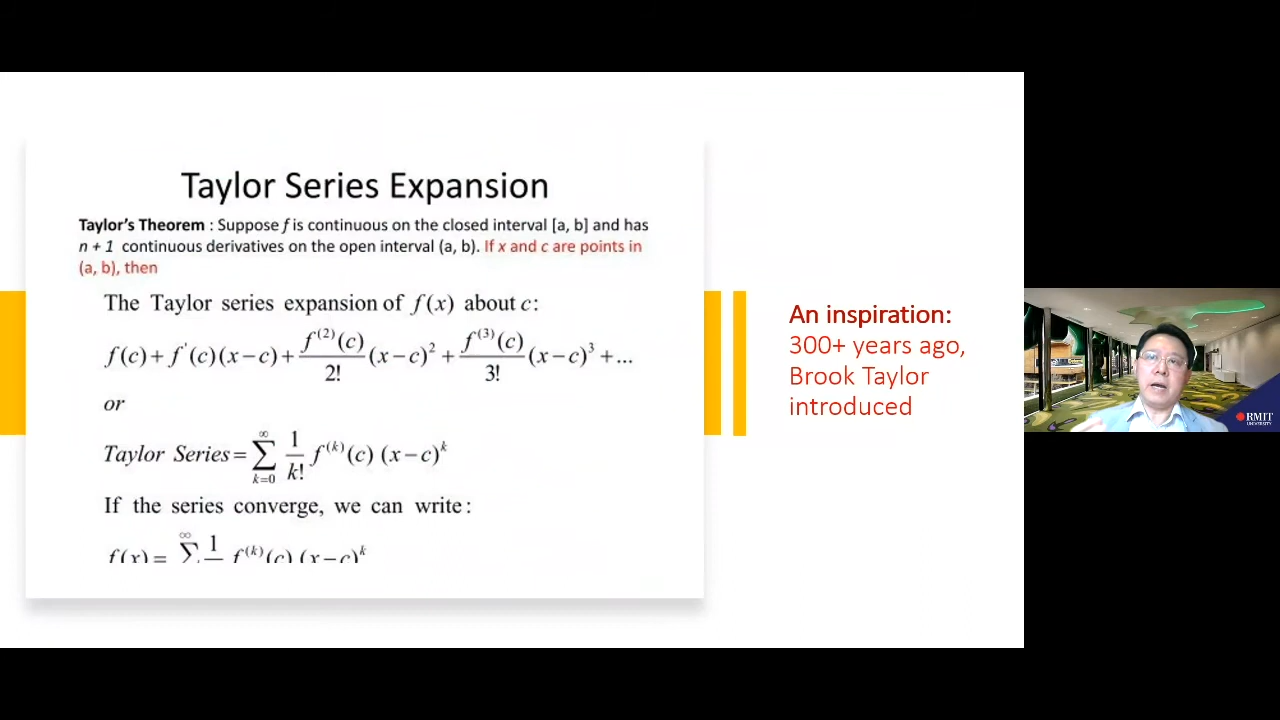 Taylor Series Expansion
Taylor's Theorem : Suppose f is continuous on the closed interval [a, b] and has
n + 1 continuous derivatives on the open interval (a, b). If x and c are points in
(a, b), then
The Taylor series expansion of f(x) about c:
f(c) + f'(c)(x−c) + f⁽²⁾(c)/2! (x−c)² + f⁽³⁾(c)/3! (x−c)³ + ...
or
Taylor Series = ∑_{k=0}^{∞} 1/k! f⁽ᵏ⁾(c) (x−c)ᵏ
If the series converge, we can write :
f(x) = ∑^{∞} 1 f⁽ᵏ⁾(c) (x−c)ᵏ
An inspiration:
300+ years ago,
Brook Taylor
introduced
RMIT
UNIVERSITY